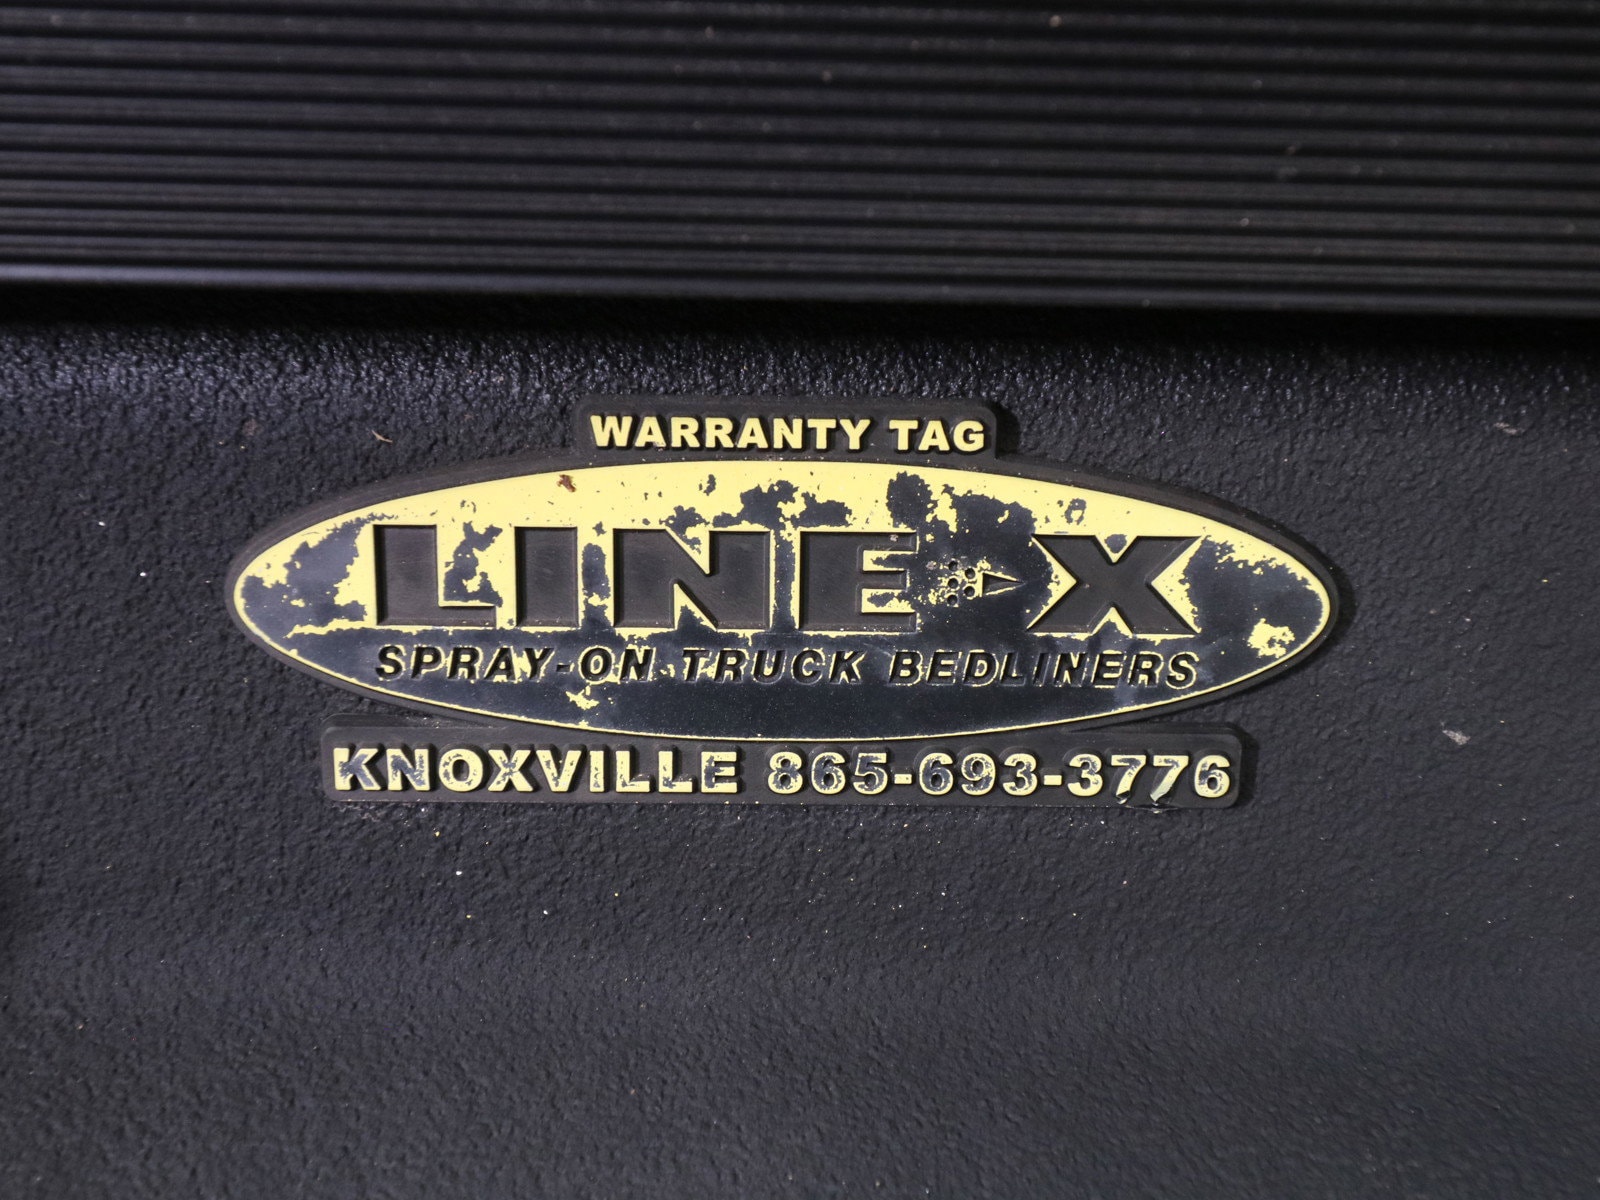 WARRANTY TAG
LINE-X
SPRAY-ON TRUCK BEDLINERS
KNOXVILLE 865-693-3776